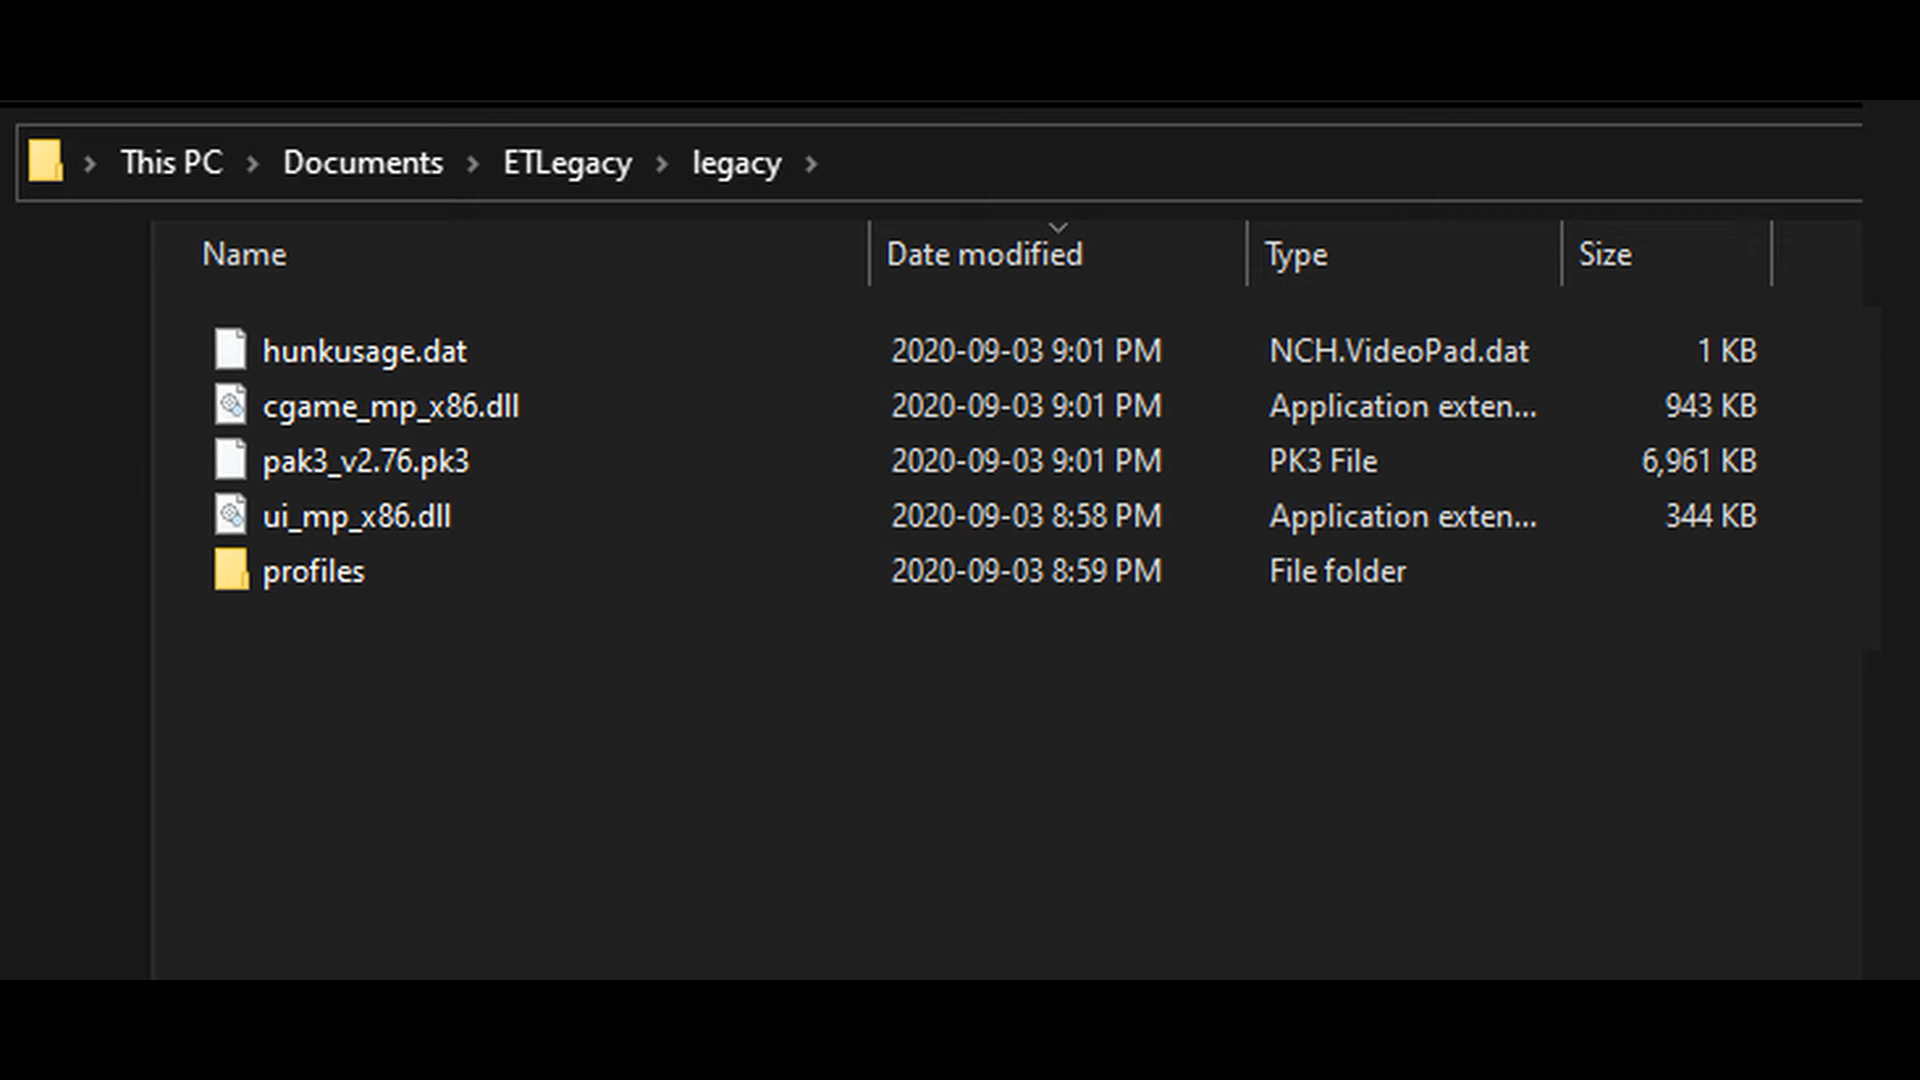 This PC > Documents > ETLegacy > legacy >
Name Date modified Type Size
hunkusage.dat 2020-09-03 9:01 PM NCH.VideoPad.dat 1 KB
cgame_mp_x86.dll 2020-09-03 9:01 PM Application exten... 943 KB
pak3_v2.76.pk3 2020-09-03 9:01 PM PK3 File 6,961 KB
ui_mp_x86.dll 2020-09-03 8:58 PM Application exten... 344 KB
profiles 2020-09-03 8:59 PM File folder